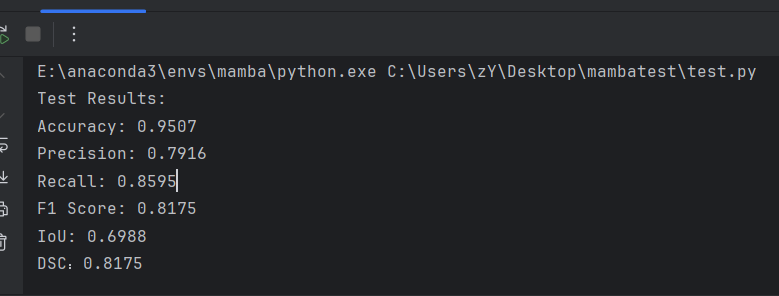 E:\anaconda3\envs\mamba\python.exe C:\Users\zY\Desktop\mambatest\test.py
Test Results:
Accuracy: 0.9507
Precision: 0.7916
Recall: 0.8595
F1 Score: 0.8175
IoU: 0.6988
DSC：0.8175